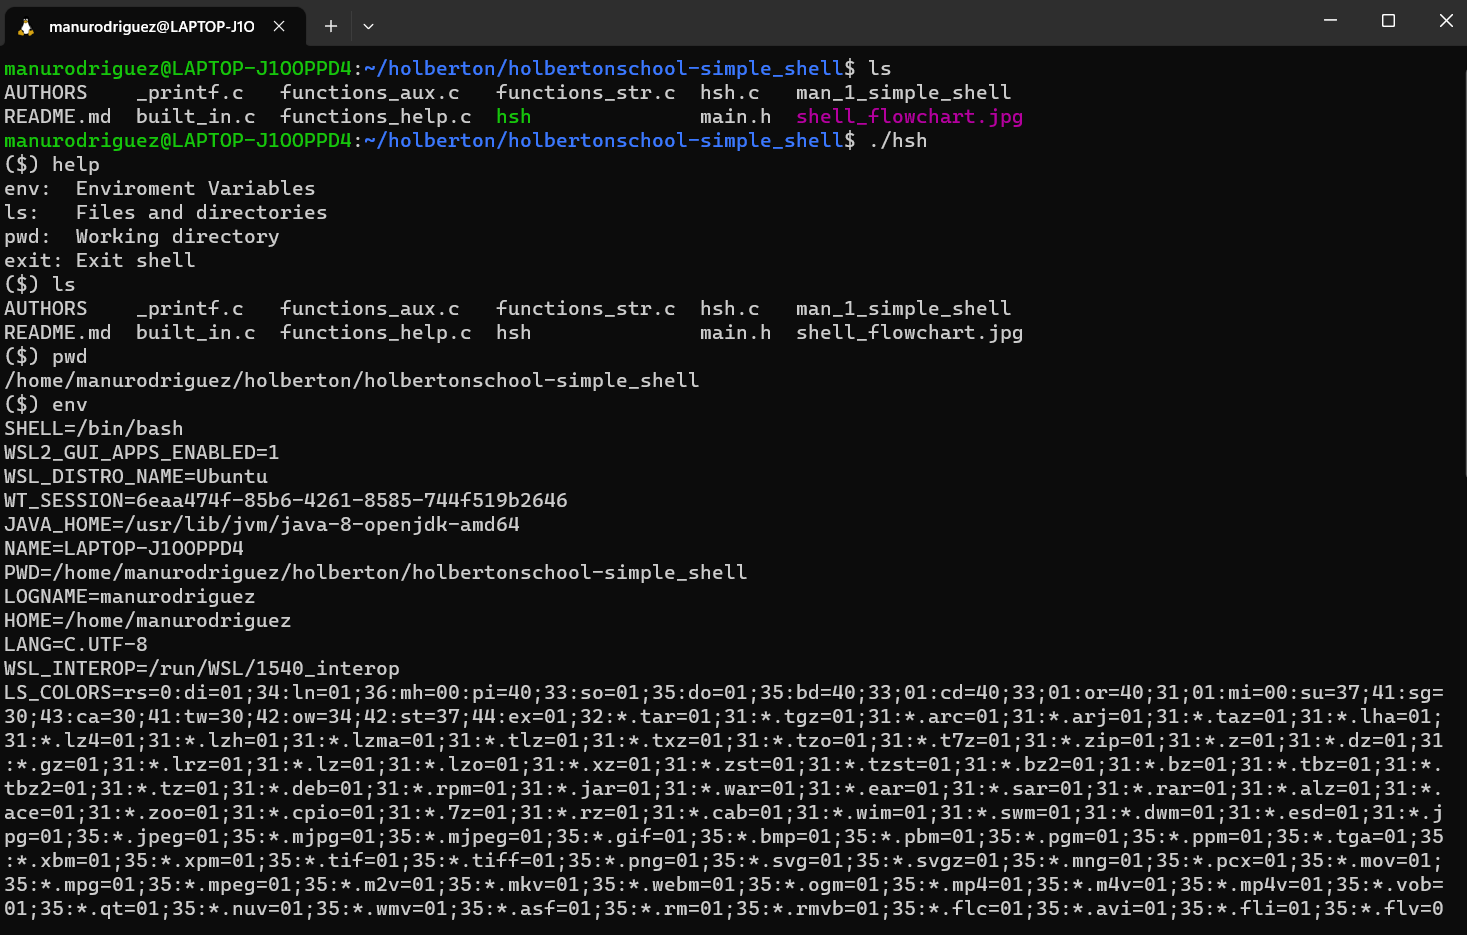 manurodriguez@LAPTOP-J1O
manurodriguez@LAPTOP-J1OOPPD4:~/holberton/holbertonschool-simple_shell$ ls
AUTHORS    _printf.c   functions_aux.c   functions_str.c  hsh.c   man_1_simple_shell
README.md  built_in.c  functions_help.c  hsh              main.h  shell_flowchart.jpg
manurodriguez@LAPTOP-J1OOPPD4:~/holberton/holbertonschool-simple_shell$ ./hsh
($) help
env:  Enviroment Variables
ls:   Files and directories
pwd:  Working directory
exit: Exit shell
($) ls
AUTHORS    _printf.c   functions_aux.c   functions_str.c  hsh.c   man_1_simple_shell
README.md  built_in.c  functions_help.c  hsh              main.h  shell_flowchart.jpg
($) pwd
/home/manurodriguez/holberton/holbertonschool-simple_shell
($) env
SHELL=/bin/bash
WSL2_GUI_APPS_ENABLED=1
WSL_DISTRO_NAME=Ubuntu
WT_SESSION=6eaa474f-85b6-4261-8585-744f519b2646
JAVA_HOME=/usr/lib/jvm/java-8-openjdk-amd64
NAME=LAPTOP-J1OOPPD4
PWD=/home/manurodriguez/holberton/holbertonschool-simple_shell
LOGNAME=manurodriguez
HOME=/home/manurodriguez
LANG=C.UTF-8
WSL_INTEROP=/run/WSL/1540_interop
LS_COLORS=rs=0:di=01;34:ln=01;36:mh=00:pi=40;33:so=01;35:do=01;35:bd=40;33;01:cd=40;33;01:or=40;31;01:mi=00:su=37;41:sg=
30;43:ca=30;41:tw=30;42:ow=34;42:st=37;44:ex=01;32:*.tar=01;31:*.tgz=01;31:*.arc=01;31:*.arj=01;31:*.taz=01;31:*.lha=01;
31:*.lz4=01;31:*.lzh=01;31:*.lzma=01;31:*.tlz=01;31:*.txz=01;31:*.tzo=01;31:*.t7z=01;31:*.zip=01;31:*.z=01;31:*.dz=01;31
:*.gz=01;31:*.lrz=01;31:*.lz=01;31:*.lzo=01;31:*.xz=01;31:*.zst=01;31:*.tzst=01;31:*.bz2=01;31:*.bz=01;31:*.tbz=01;31:*.
tbz2=01;31:*.tz=01;31:*.deb=01;31:*.rpm=01;31:*.jar=01;31:*.war=01;31:*.ear=01;31:*.sar=01;31:*.rar=01;31:*.alz=01;31:*.
ace=01;31:*.zoo=01;31:*.cpio=01;31:*.7z=01;31:*.rz=01;31:*.cab=01;31:*.wim=01;31:*.swm=01;31:*.dwm=01;31:*.esd=01;31:*.j
pg=01;35:*.jpeg=01;35:*.mjpg=01;35:*.mjpeg=01;35:*.gif=01;35:*.bmp=01;35:*.pbm=01;35:*.pgm=01;35:*.ppm=01;35:*.tga=01;35
:*.xbm=01;35:*.xpm=01;35:*.tif=01;35:*.tiff=01;35:*.png=01;35:*.svg=01;35:*.svgz=01;35:*.mng=01;35:*.pcx=01;35:*.mov=01;
35:*.mpg=01;35:*.mpeg=01;35:*.m2v=01;35:*.mkv=01;35:*.webm=01;35:*.ogm=01;35:*.mp4=01;35:*.m4v=01;35:*.mp4v=01;35:*.vob=
01;35:*.qt=01;35:*.nuv=01;35:*.wmv=01;35:*.asf=01;35:*.rm=01;35:*.rmvb=01;35:*.flc=01;35:*.avi=01;35:*.fli=01;35:*.flv=0